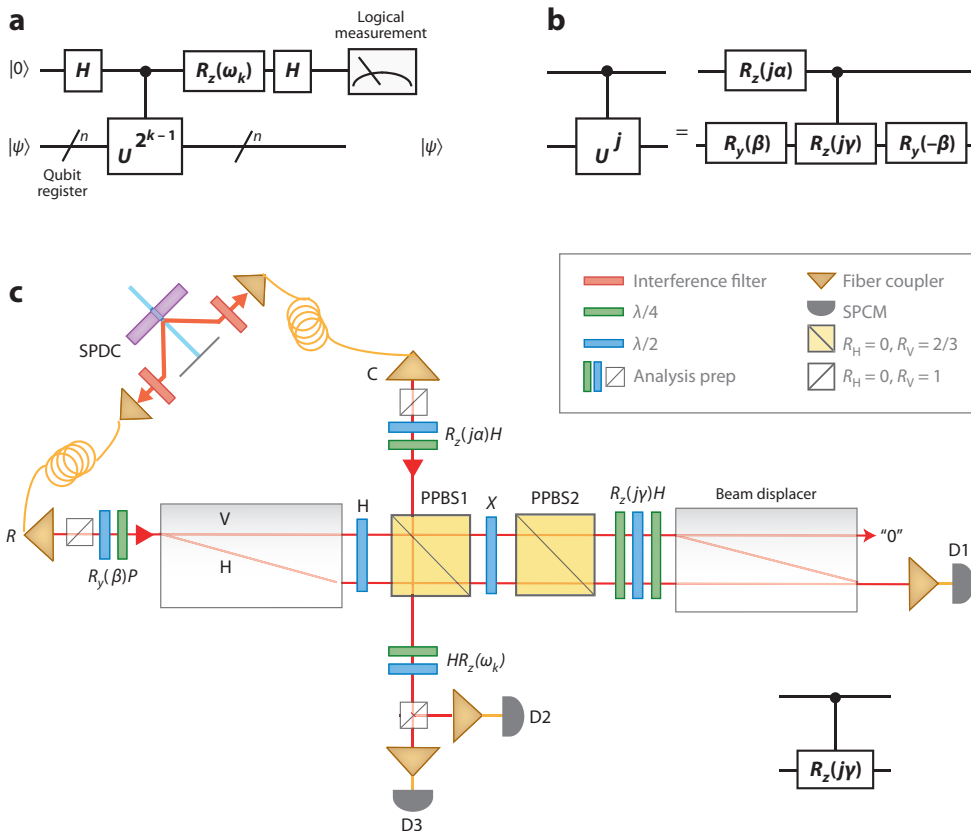 a
Logical
measurement
|0⟩
H
R_z(ω_k)
H
|ψ⟩
n
U^{2^{k−1}}
n
|ψ⟩
Qubit
register
b
R_z(jα)
U^j
=
R_y(β)
R_z(jγ)
R_y(−β)
c
SPDC
C
R_z(jα)H
Interference filter
λ/4
λ/2
Analysis prep
Fiber coupler
SPCM
R_H = 0, R_V = 2/3
R_H = 0, R_V = 1
R
V
H
R_y(β)P
H
PPBS1
X
PPBS2
R_z(jγ)H
Beam displacer
"0"
D1
HR_z(ω_k)
D2
D3
R_z(jγ)